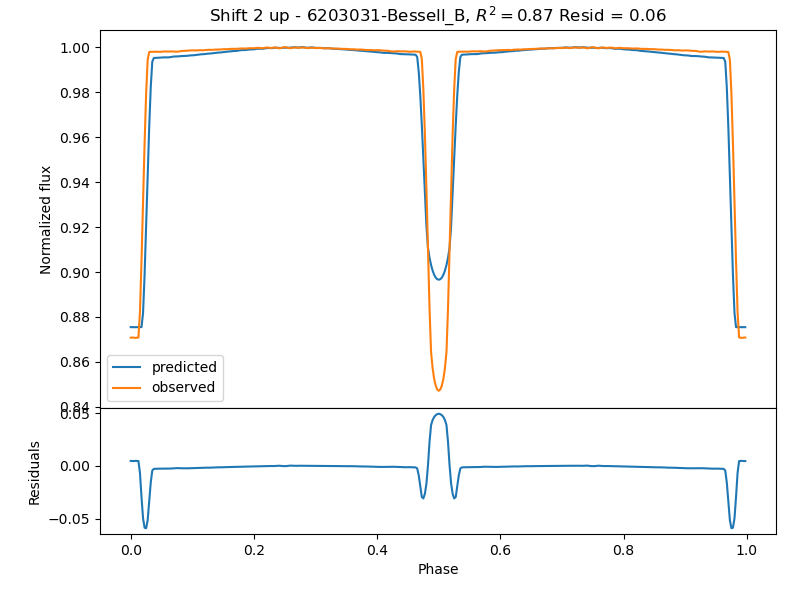 Shift 2 up - 6203031-Bessell_B, R² = 0.87 Resid = 0.06
1.00
0.98
0.96
0.94
0.92
0.90
0.88
0.86
0.84
Normalized flux
predicted
observed
0.05
0.00
−0.05
Residuals
0.0 0.2 0.4 0.6 0.8 1.0
Phase